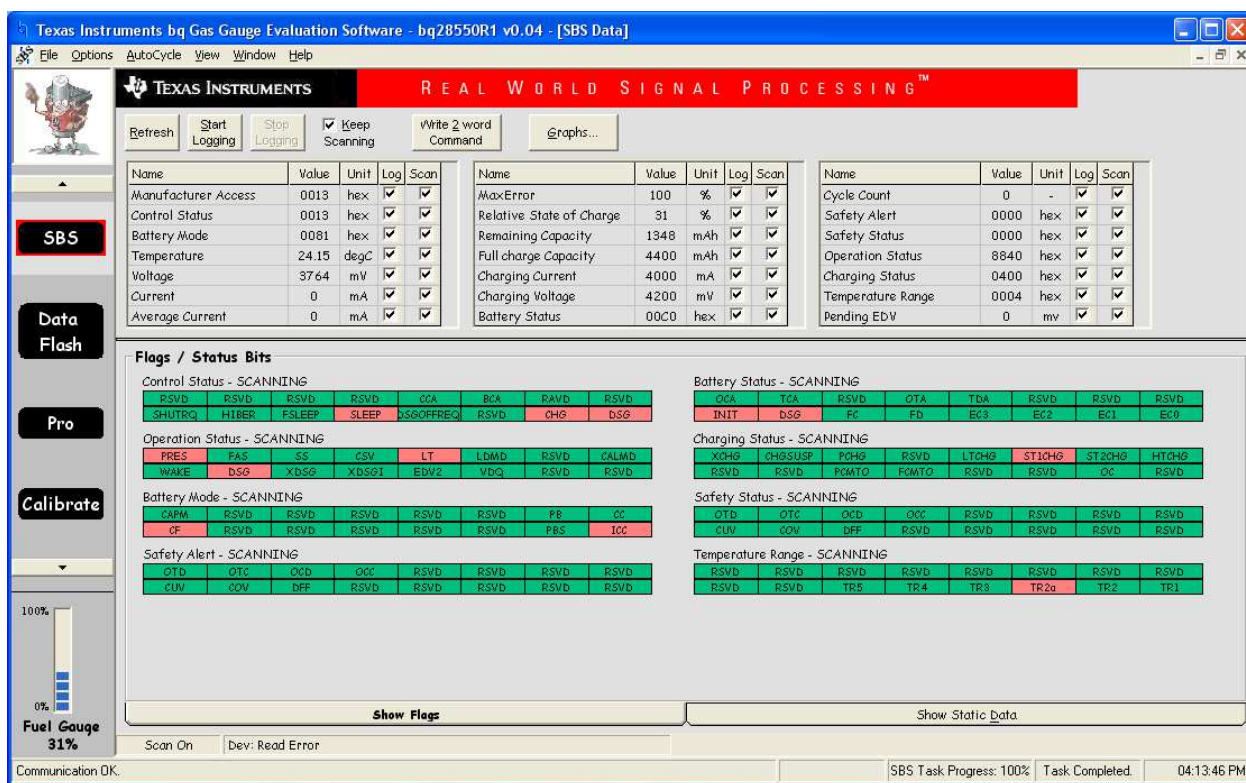 Texas Instruments bq Gas Gauge Evaluation Software - bq28550R1 v0.04 - [SBS Data]
File Options AutoCycle View Window Help
TEXAS INSTRUMENTS REAL WORLD SIGNAL PROCESSING™
Refresh Start Logging Stop Logging Keep Scanning Write 2 word Command Graphs...
Name Value Unit Log Scan Name Value Unit Log Scan Name Value Unit Log Scan
Manufacturer Access 0013 hex MaxError 100 % Cycle Count 0 -
Control Status 0013 hex Relative State of Charge 31 % Safety Alert 0000 hex
SBS
Battery Mode 0081 hex Remaining Capacity 1348 mAh Safety Status 0000 hex
Temperature 24.15 degC Full charge Capacity 4400 mAh Operation Status 8840 hex
Voltage 3764 mV Charging Current 4000 mA Charging Status 0400 hex
Current 0 mA Charging Voltage 4200 mV Temperature Range 0004 hex
Average Current 0 mA Battery Status 00C0 hex Pending EDV 0 mv
Data Flash
Flags / Status Bits
Control Status - SCANNING Battery Status - SCANNING
RSVD RSVD RSVD RSVD CCA BCA RAVD RSVD OCA TCA RSVD OTA TDA RSVD RSVD RSVD
SHUTRQ HIBER FSLEEP SLEEP DSGOFFREQ RSVD CHG DSG INIT DSG FC FD EC3 EC2 EC1 EC0
Pro
Operation Status - SCANNING Charging Status - SCANNING
PRES FAS SS CSV LT LDMD RSVD CALMD XCHG CHGSUSP PCHG RSVD LTCHG ST1CHG ST2CHG HTCHG
WAKE DSG XDSG XDSGI EDV2 VDQ RSVD RSVD RSVD RSVD PCMTO FCMTO RSVD RSVD OC RSVD
Calibrate
Battery Mode - SCANNING Safety Status - SCANNING
CAPM RSVD RSVD RSVD RSVD RSVD PB CC OTD OTC OCD OCC RSVD RSVD RSVD RSVD
CF RSVD RSVD RSVD RSVD RSVD PBS ICC CUV COV DFF RSVD RSVD RSVD RSVD RSVD
Safety Alert - SCANNING Temperature Range - SCANNING
OTD OTC OCD OCC RSVD RSVD RSVD RSVD RSVD RSVD RSVD RSVD RSVD RSVD RSVD RSVD
CUV COV DFF RSVD RSVD RSVD RSVD RSVD RSVD RSVD TR5 TR4 TR3 TR2a TR2 TR1
100%
0%
Fuel Gauge
31%
Show Flags Show Static Data
Scan On Dev: Read Error
Communication OK. SBS Task Progress: 100% Task Completed. 04:13:46 PM